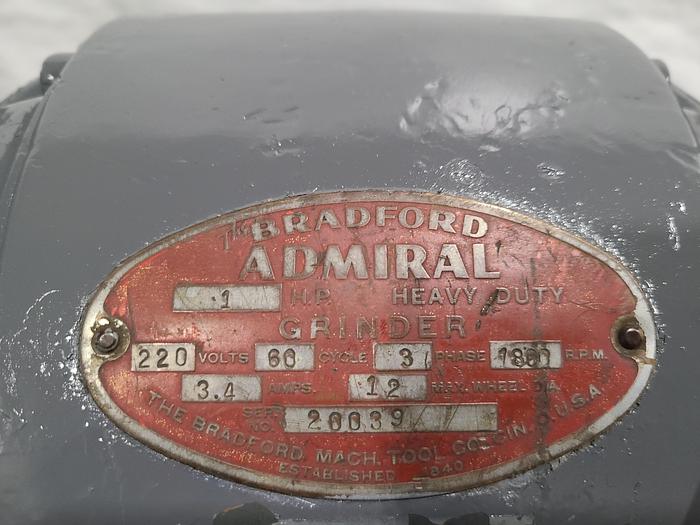 The BRADFORD
ADMIRAL
1 H.P. HEAVY DUTY
GRINDER
220 VOLTS 60 CYCLE 3 PHASE 1800 R.P.M.
3.4 AMPS. 12 MAX. WHEEL DIA.
SER. NO. 20039
THE BRADFORD MACH. TOOL CO. CIN. O. U.S.A.
ESTABLISHED 1840